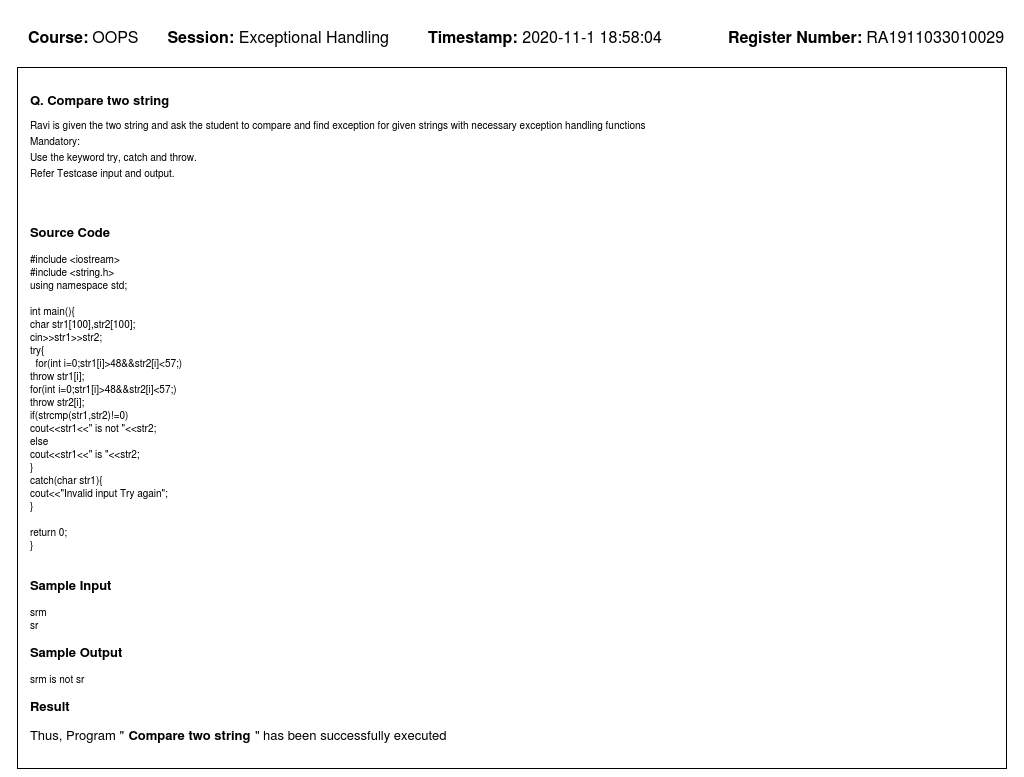 Course: OOPS Session: Exceptional Handling Timestamp: 2020-11-1 18:58:04 Register Number: RA1911033010029
Q. Compare two string
Ravi is given the two string and ask the student to compare and find exception for given strings with necessary exception handling functions
Mandatory:
Use the keyword try, catch and throw.
Refer Testcase input and output.
Source Code
#include <iostream>
#include <string.h>
using namespace std;
int main(){
char str1[100],str2[100];
cin>>str1>>str2;
try{
for(int i=0;str1[i]>48&&str2[i]<57;)
throw str1[i];
for(int i=0;str1[i]>48&&str2[i]<57;)
throw str2[i];
if(strcmp(str1,str2)!=0)
cout<<str1<<" is not "<<str2;
else
cout<<str1<<" is "<<str2;
}
catch(char str1){
cout<<"Invalid input Try again";
}
return 0;
}
Sample Input
srm
sr
Sample Output
srm is not sr
Result
Thus, Program " Compare two string " has been successfully executed